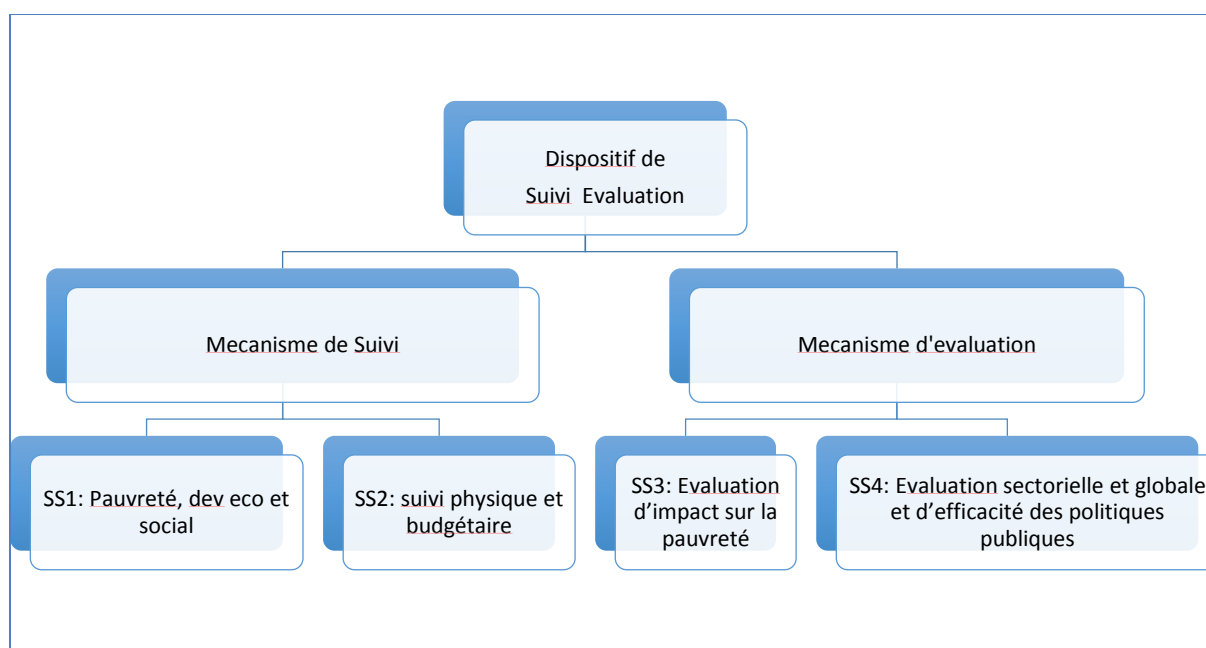 Dispositif de
Suivi Evaluation
Mecanisme de Suivi
Mecanisme d'evaluation
SS1: Pauvreté, dev eco et
social
SS2: suivi physique et
budgétaire
SS3: Evaluation
d’impact sur la
pauvreté
SS4: Evaluation sectorielle et globale
et d’efficacité des politiques
publiques